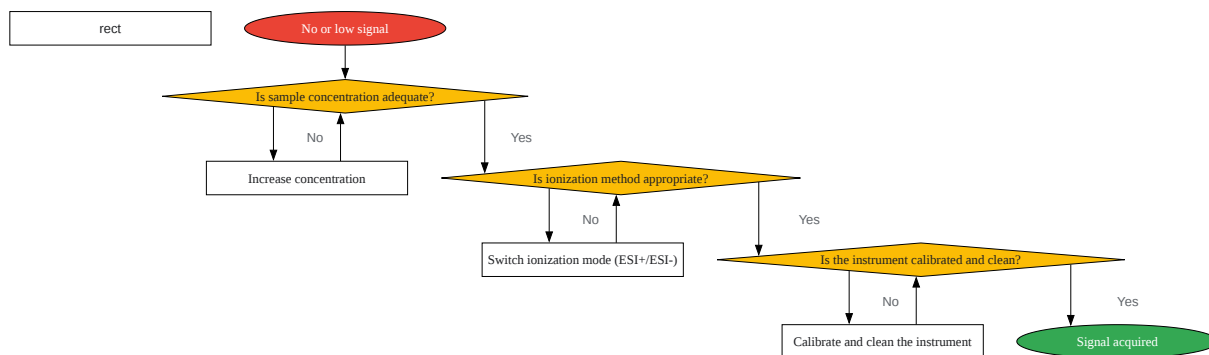 rect
No or low signal
Is sample concentration adequate?
No
Yes
Increase concentration
Is ionization method appropriate?
No
Yes
Switch ionization mode (ESI+/ESI-)
Is the instrument calibrated and clean?
No
Yes
Calibrate and clean the instrument
Signal acquired